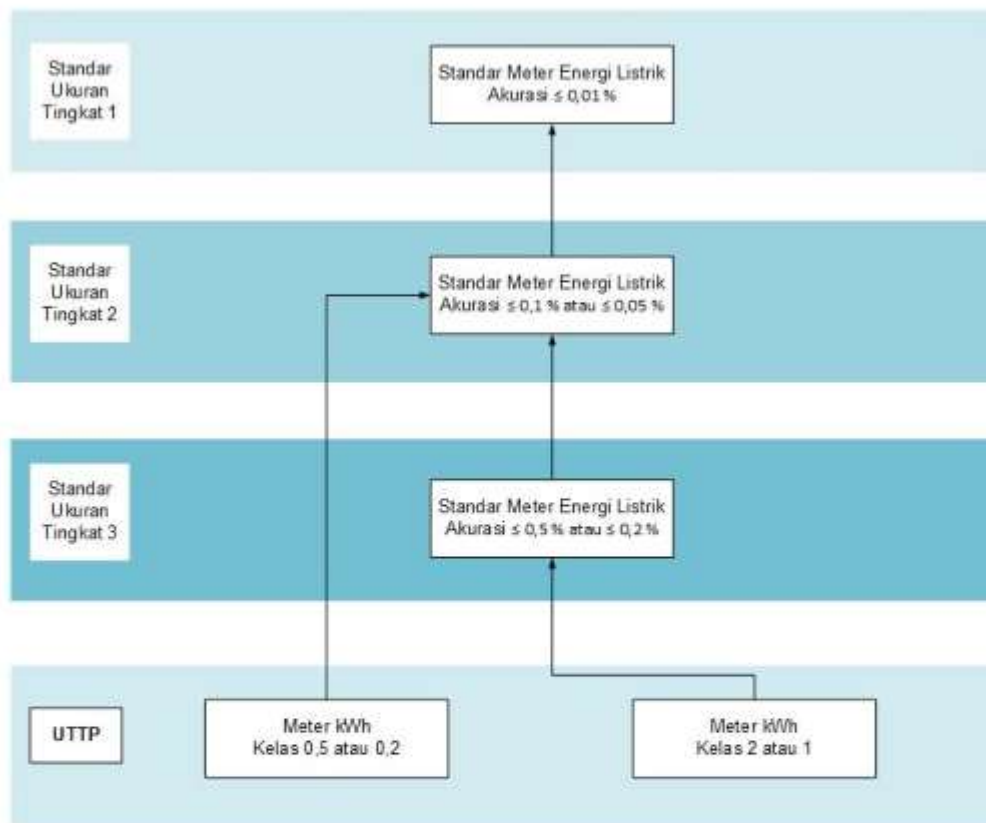 Standar
Ukuran
Tingkat 1
Standar Meter Energi Listrik
Akurasi ≤ 0,01 %
Standar
Ukuran
Tingkat 2
Standar Meter Energi Listrik
Akurasi ≤ 0,1 % atau ≤ 0,05 %
Standar
Ukuran
Tingkat 3
Standar Meter Energi Listrik
Akurasi ≤ 0,5 % atau ≤ 0,2 %
UTTP
Meter kWh
Kelas 0,5 atau 0,2
Meter kWh
Kelas 2 atau 1